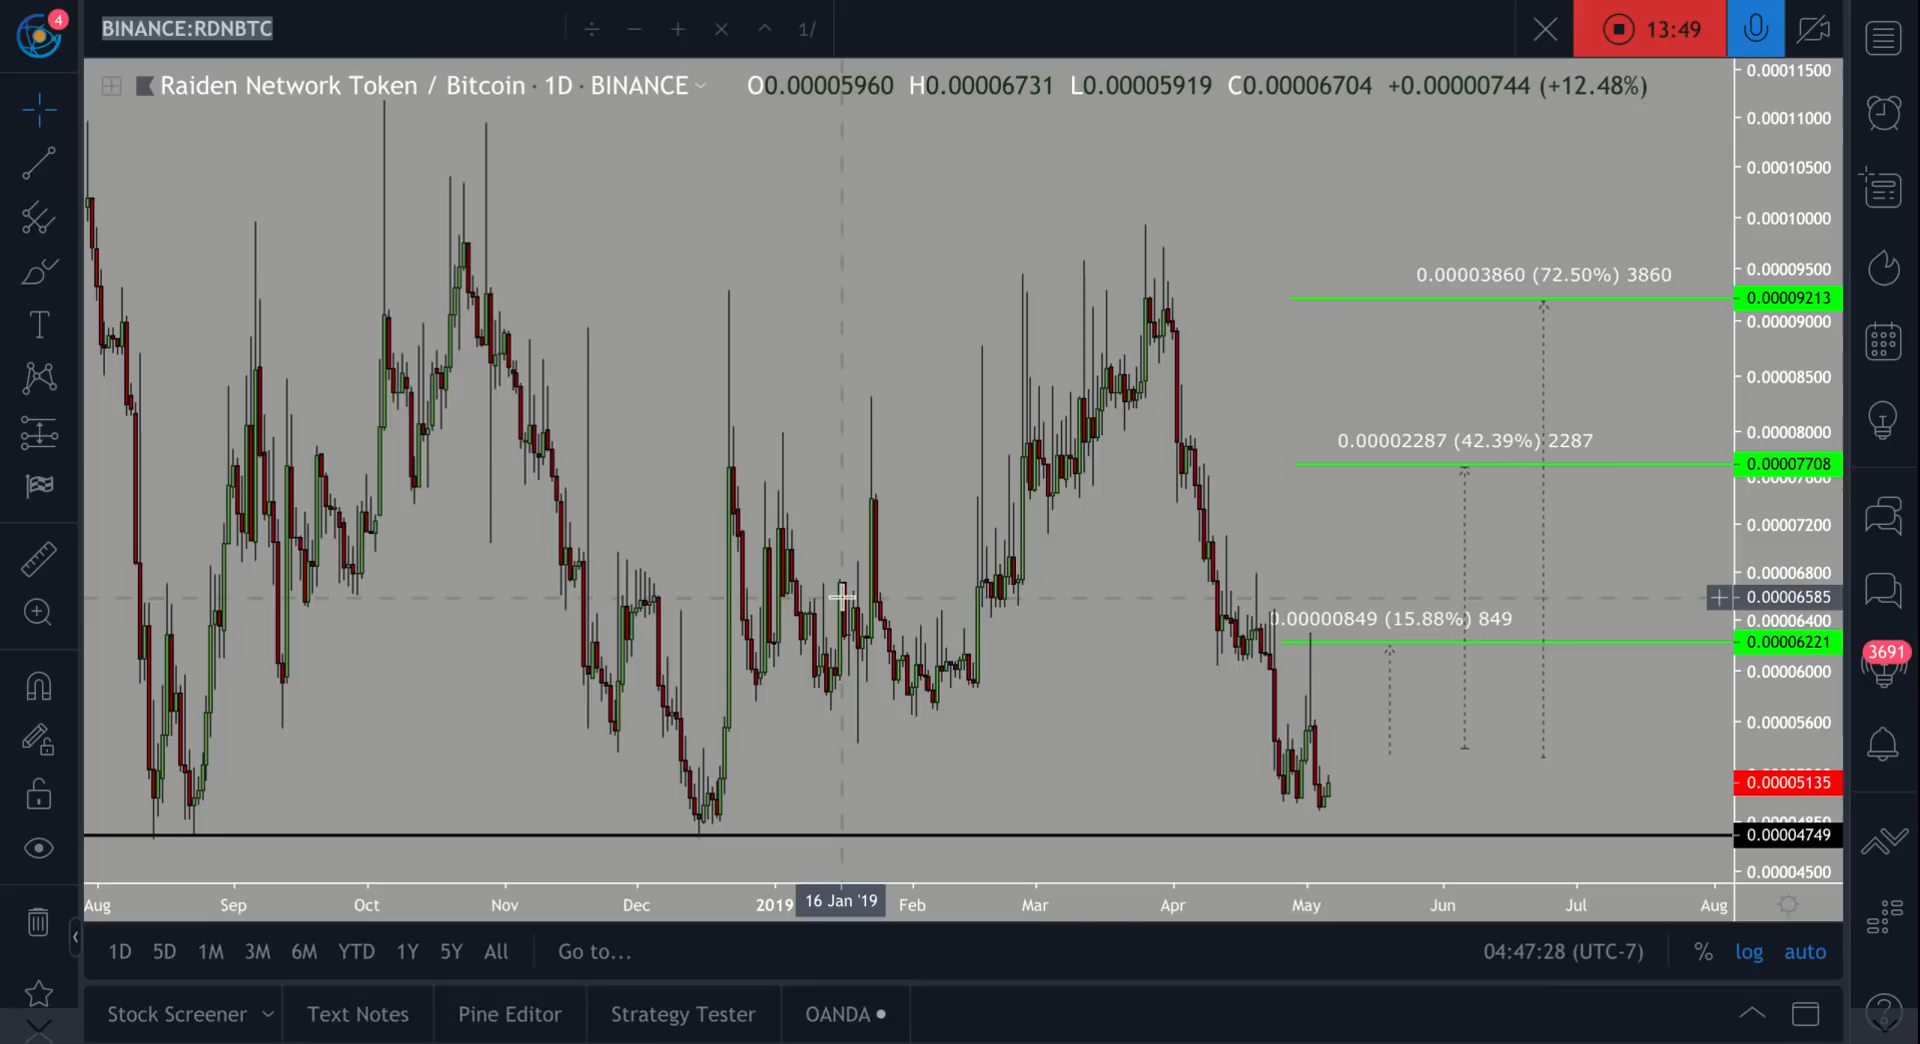 4
BINANCE:RDNBTC
1/
13:49
Raiden Network Token / Bitcoin · 1D · BINANCE
O0.00005960 H0.00006731 L0.00005919 C0.00006704 +0.00000744 (+12.48%)
0.00011500
0.00011000
0.00010500
0.00010000
0.00009500
0.00003860 (72.50%) 3860
0.00009213
0.00009000
0.00008500
0.00008000
0.00002287 (42.39%) 2287
0.00007708
0.00007200
0.00006800
0.00006585
0.00006400
0.00000849 (15.88%) 849
0.00006221
3691
0.00006000
0.00005600
0.00005135
0.00004749
0.00004500
Aug Sep Oct Nov Dec 2019 16 Jan '19 Feb Mar Apr May Jun Jul Aug
1D 5D 1M 3M 6M YTD 1Y 5Y All Go to... 04:47:28 (UTC-7) % log auto
Stock Screener Text Notes Pine Editor Strategy Tester OANDA